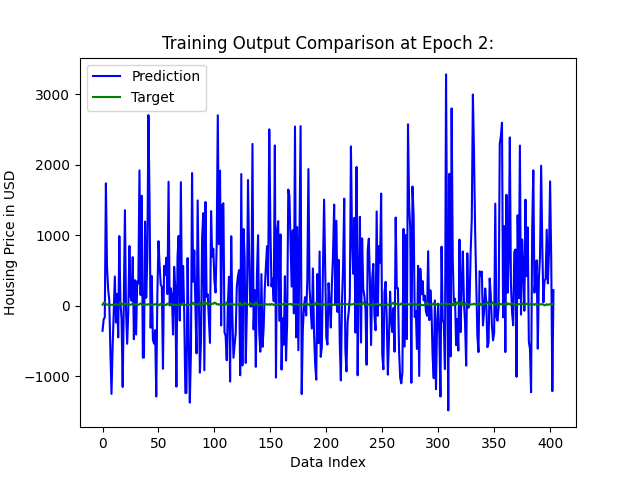 Training Output Comparison at Epoch 2:
Prediction
Target
3000
2000
1000
0
−1000
Housing Price in USD
0 50 100 150 200 250 300 350 400
Data Index